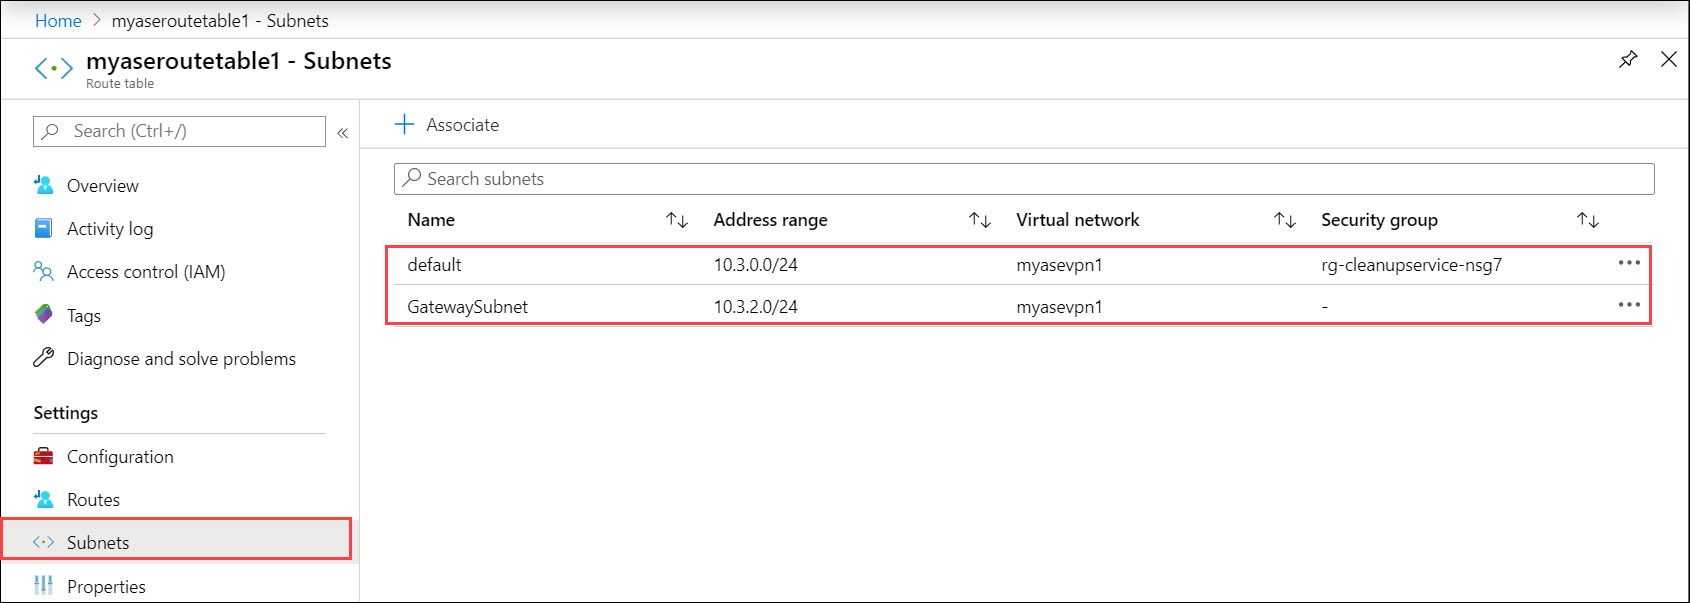 Home > myaseroutetable1 - Subnets
myaseroutetable1 - Subnets
Route table
Search (Ctrl+/)
«
Overview
Activity log
Access control (IAM)
Tags
Diagnose and solve problems
Settings
Configuration
Routes
Subnets
Properties
+ Associate
Search subnets
Name ↑↓ Address range ↑↓ Virtual network ↑↓ Security group ↑↓
default 10.3.0.0/24 myasevpn1 rg-cleanupservice-nsg7 •••
GatewaySubnet 10.3.2.0/24 myasevpn1 - •••